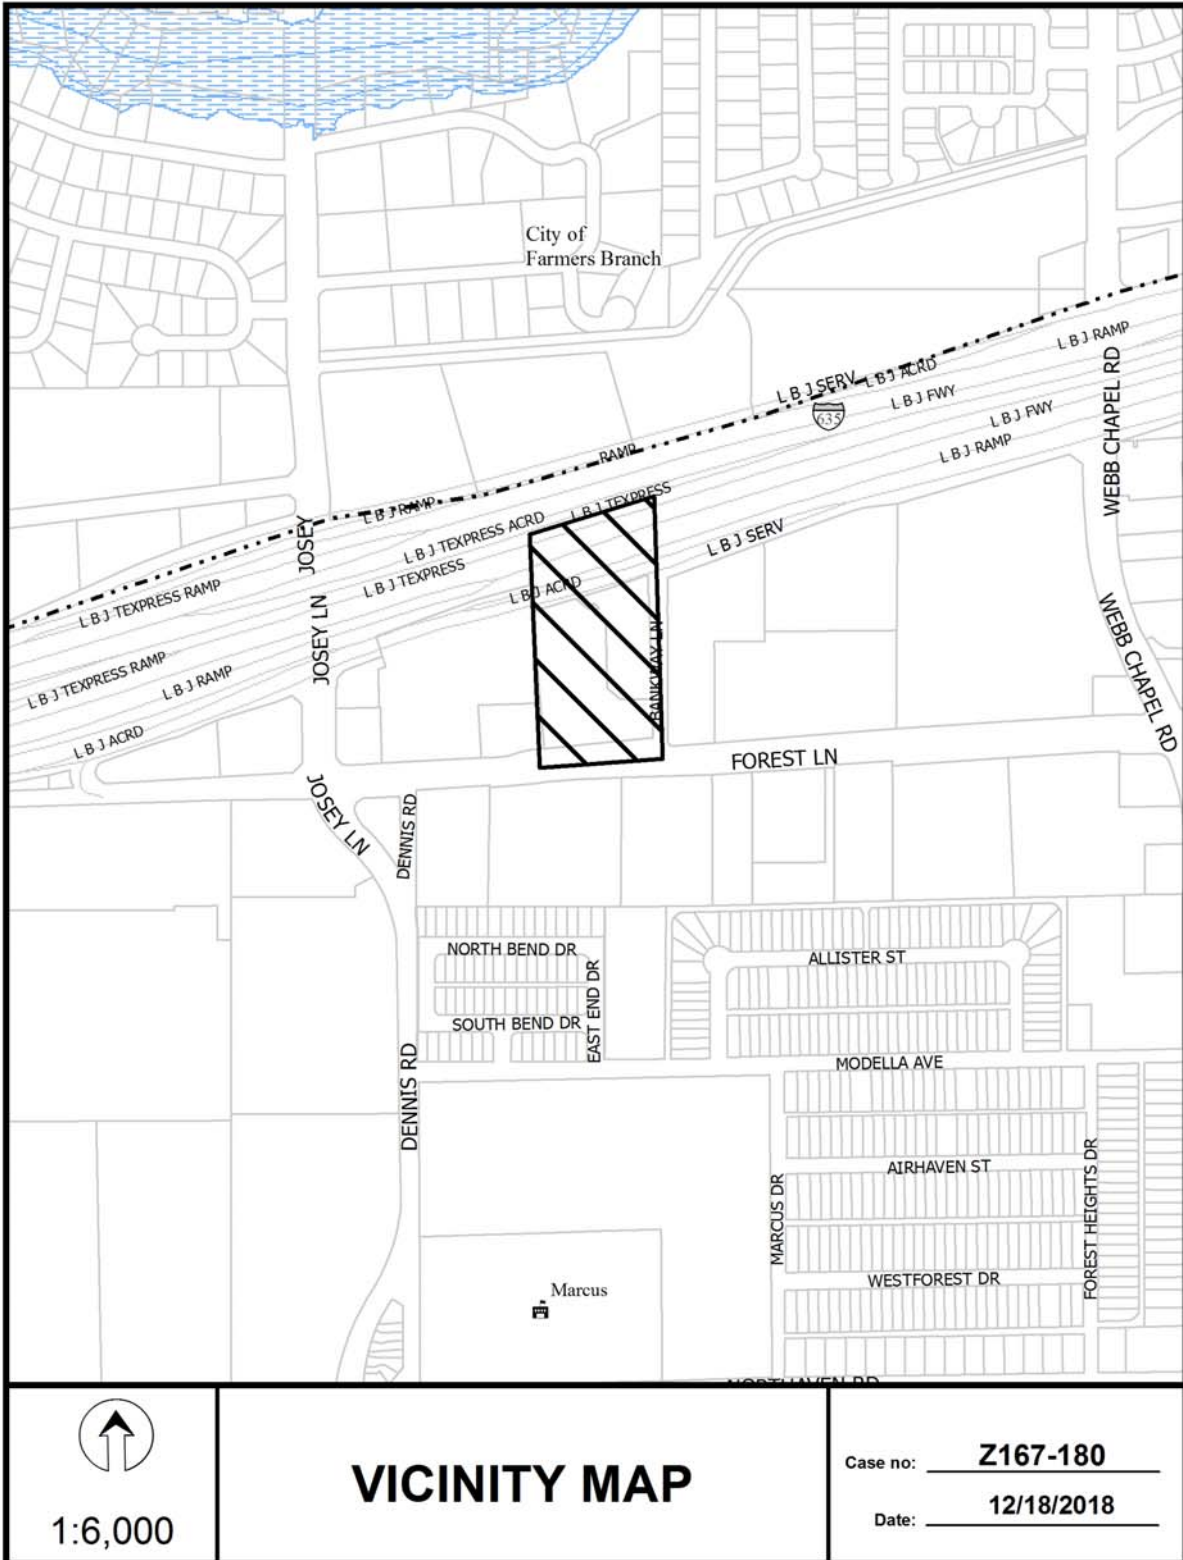 City of
Farmers Branch
L B J RAMP
L B J SERV
L B J ACRD
L B J FWY
635
L B J FWY
L B J RAMP
WEBB CHAPEL RD
RAMP
L B J RAMP
L B J TEXPRESS
L B J TEXPRESS ACRD
L B J SERV
JOSEY
L B J TEXPRESS
L B J ACRD
L B J TEXPRESS RAMP
JOSEY LN
BANKWAY LN
WEBB CHAPEL RD
L B J TEXPRESS RAMP
L B J RAMP
L B J ACRD
FOREST LN
JOSEY LN
DENNIS RD
NORTH BEND DR
ALLISTER ST
EAST END DR
SOUTH BEND DR
MODELLA AVE
DENNIS RD
AIRHAVEN ST
MARCUS DR
FOREST HEIGHTS DR
WESTFOREST DR
Marcus
NORTHAVEN RD
1:6,000
VICINITY MAP
Case no: Z167-180
Date: 12/18/2018